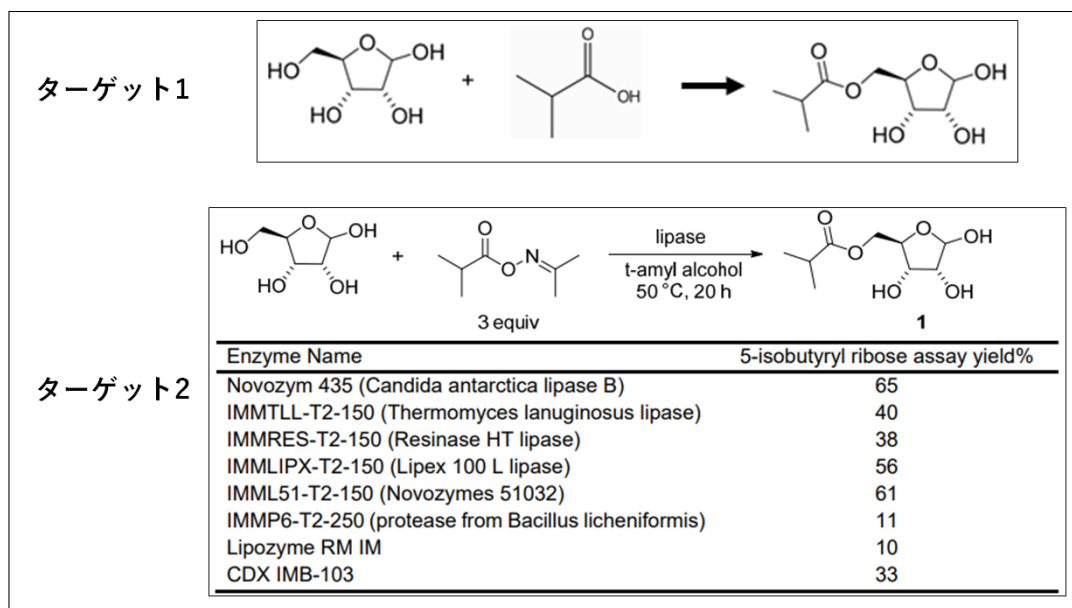 ターゲット1
HO
O
OH
HO
OH
+
O
OH
O
O
O
OH
HO
OH
ターゲット2
HO
O
OH
HO
OH
+
O
O
N
3 equiv
lipase
t-amyl alcohol
50 °C, 20 h
O
O
O
OH
HO
OH
1
Enzyme Name 5-isobutyryl ribose assay yield%
Novozym 435 (Candida antarctica lipase B) 65
IMMTLL-T2-150 (Thermomyces lanuginosus lipase) 40
IMMRES-T2-150 (Resinase HT lipase) 38
IMMLIPX-T2-150 (Lipex 100 L lipase) 56
IMML51-T2-150 (Novozymes 51032) 61
IMMP6-T2-250 (protease from Bacillus licheniformis) 11
Lipozyme RM IM 10
CDX IMB-103 33